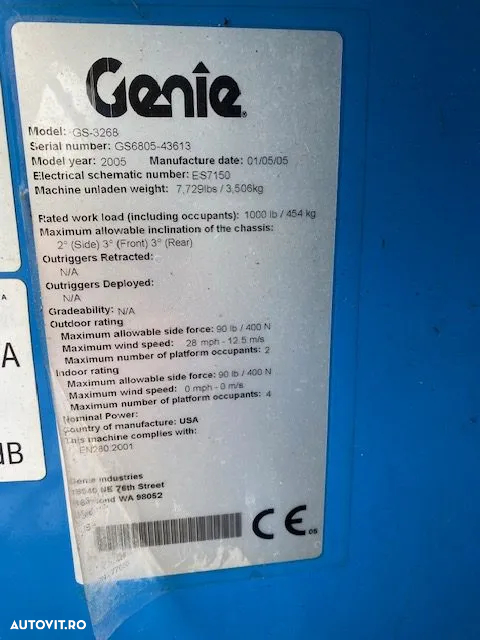 Genie
Model: GS-3268
Serial number: GS6805-43613
Model year: 2005 Manufacture date: 01/05/05
Electrical schematic number: ES7150
Machine unladen weight: 7,729lbs / 3,506kg
Rated work load (including occupants): 1000 lb / 454 kg
Maximum allowable inclination of the chassis:
2° (Side) 3° (Front) 3° (Rear)
Outriggers Retracted:
N/A
Outriggers Deployed:
N/A
Gradeability: N/A
Outdoor rating
Maximum allowable side force: 90 lb / 400 N
Maximum wind speed: 28 mph - 12.5 m/s
Maximum number of platform occupants: 2
Indoor rating
Maximum allowable side force: 90 lb / 400 N
Maximum wind speed: 0 mph - 0 m/s
Maximum number of platform occupants: 4
Nominal Power:
Country of manufacture: USA
This machine complies with:
EN280:2001
Genie Industries
NE 76th Street
WA 98052
CE 05
A
A
dB
AUTOVIT.RO